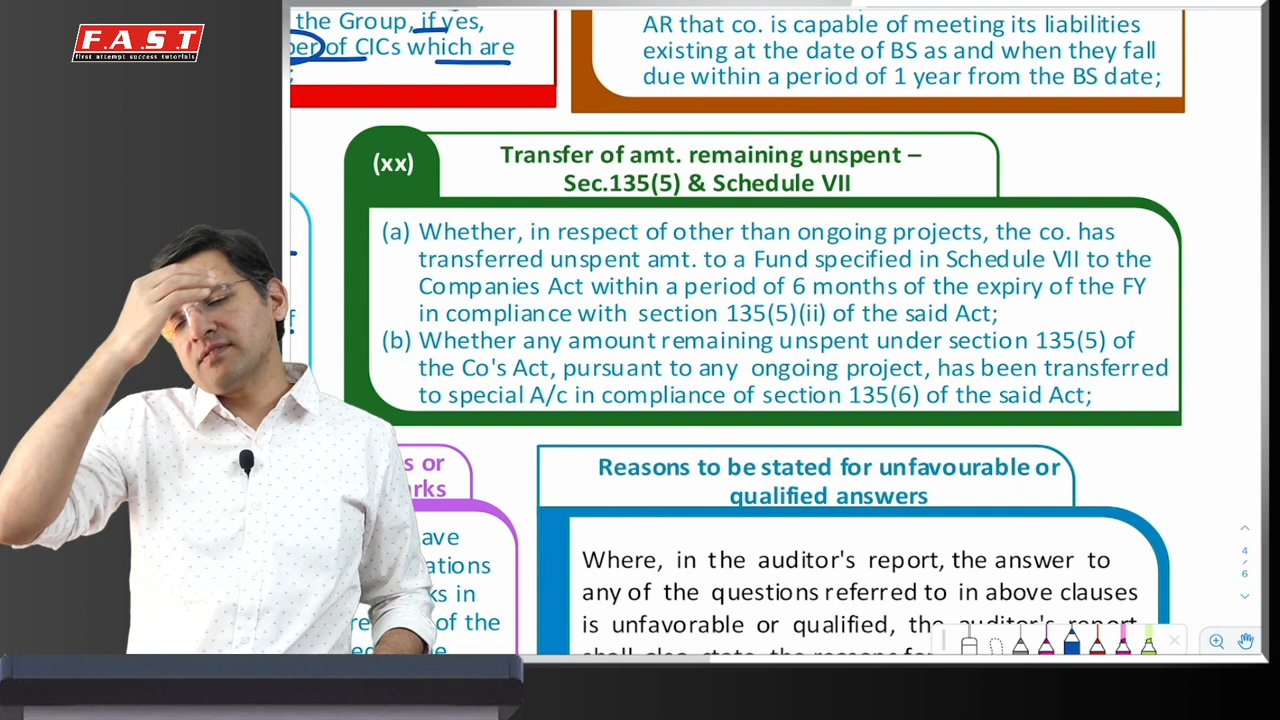 F.A.S.T
first attempt success tutorials
the Group, if yes,
of CICs which are
AR that co. is capable of meeting its liabilities
existing at the date of BS as and when they fall
due within a period of 1 year from the BS date;
(xx)
Transfer of amt. remaining unspent –
Sec.135(5) & Schedule VII
(a) Whether, in respect of other than ongoing projects, the co. has
transferred unspent amt. to a Fund specified in Schedule VII to the
Companies Act within a period of 6 months of the expiry of the FY
in compliance with section 135(5)(ii) of the said Act;
(b) Whether any amount remaining unspent under section 135(5) of
the Co's Act, pursuant to any ongoing project, has been transferred
to special A/c in compliance of section 135(6) of the said Act;
or
Reasons to be stated for unfavourable or
qualified answers
Where, in the auditor's report, the answer to
any of the questions referred to in above clauses
is unfavorable or qualified, the auditor's report
in
of the
4
/
6